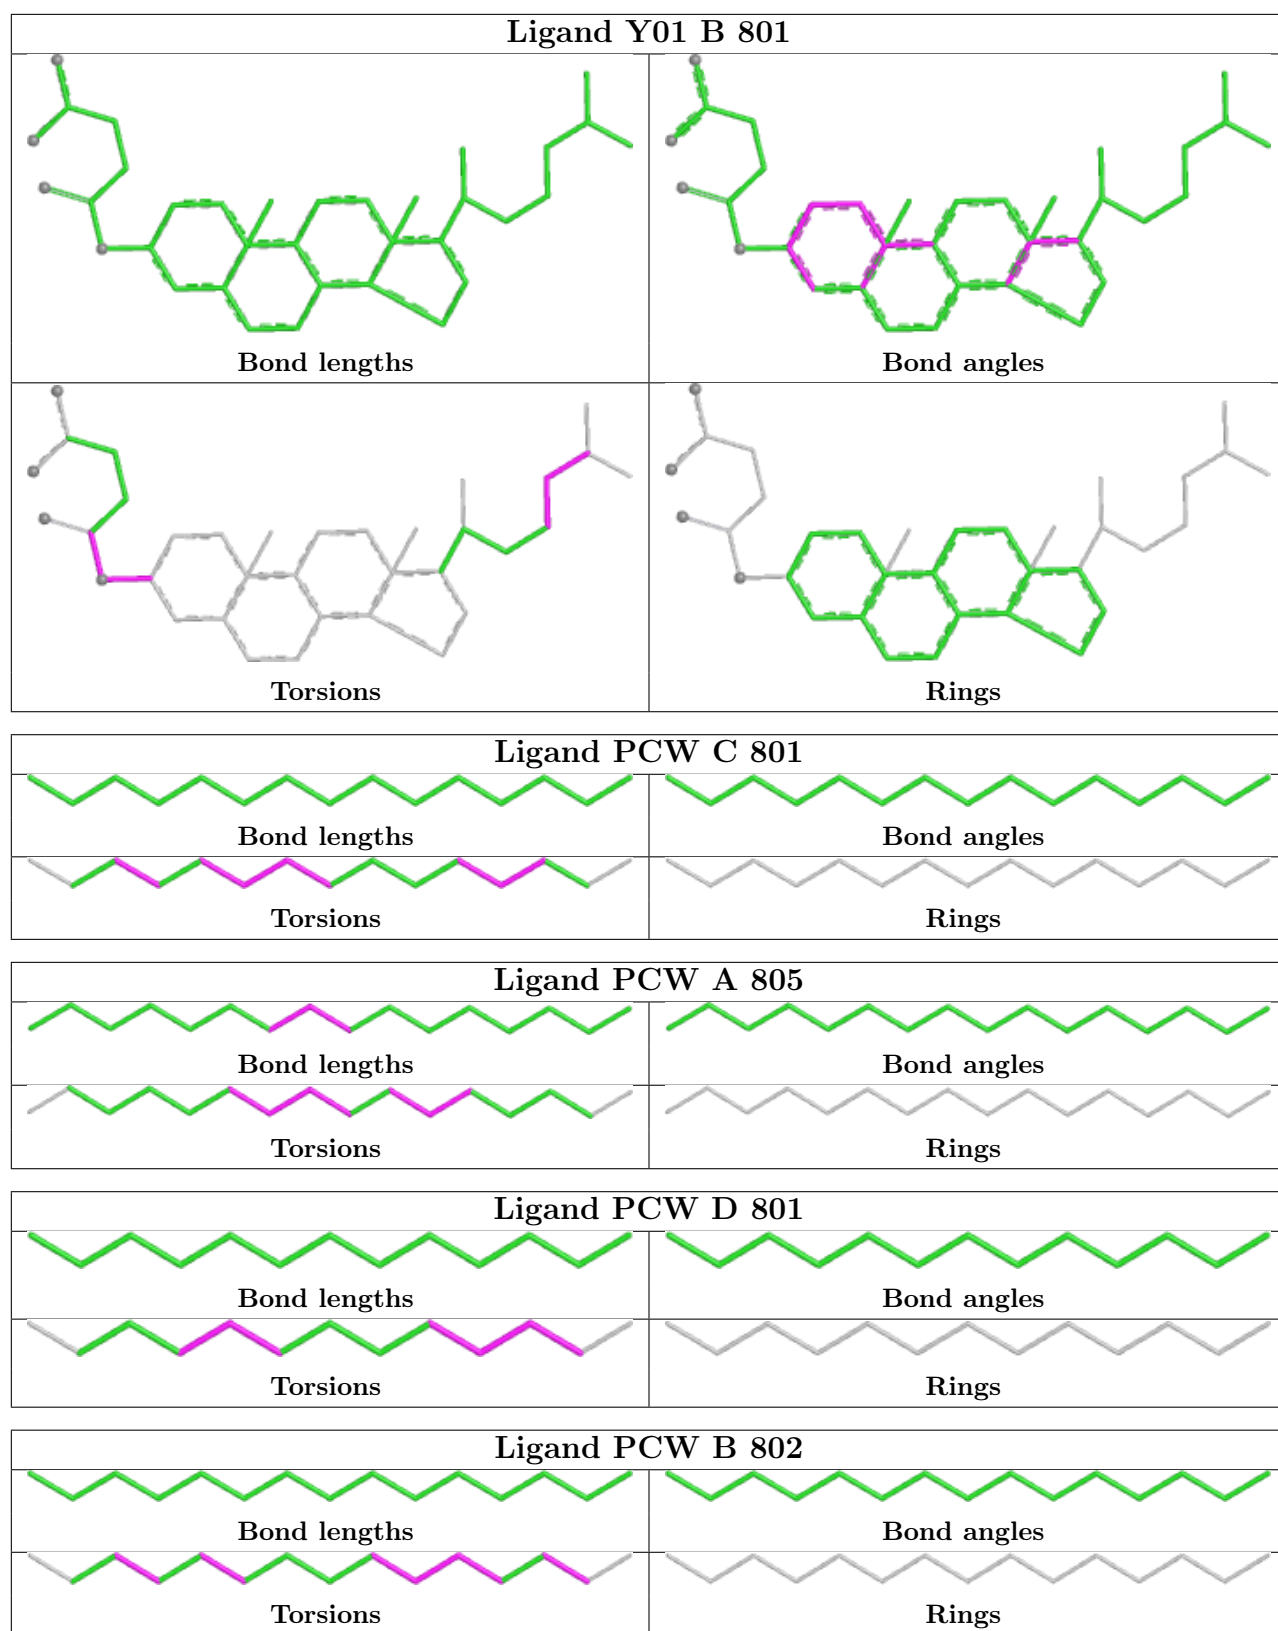 Ligand Y01 B 801
Bond lengths
Bond angles
Torsions
Rings
Ligand PCW C 801
Bond lengths
Bond angles
Torsions
Rings
Ligand PCW A 805
Bond lengths
Bond angles
Torsions
Rings
Ligand PCW D 801
Bond lengths
Bond angles
Torsions
Rings
Ligand PCW B 802
Bond lengths
Bond angles
Torsions
Rings